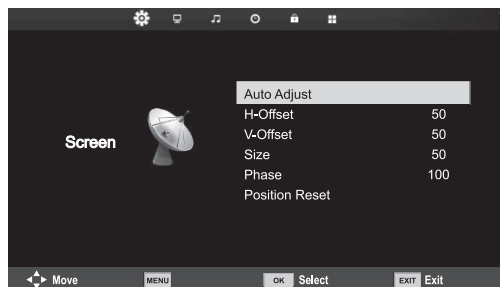 Auto Adjust
H-Offset 50
V-Offset 50
Screen
Size 50
Phase 100
Position Reset
Move MENU OK Select EXIT Exit